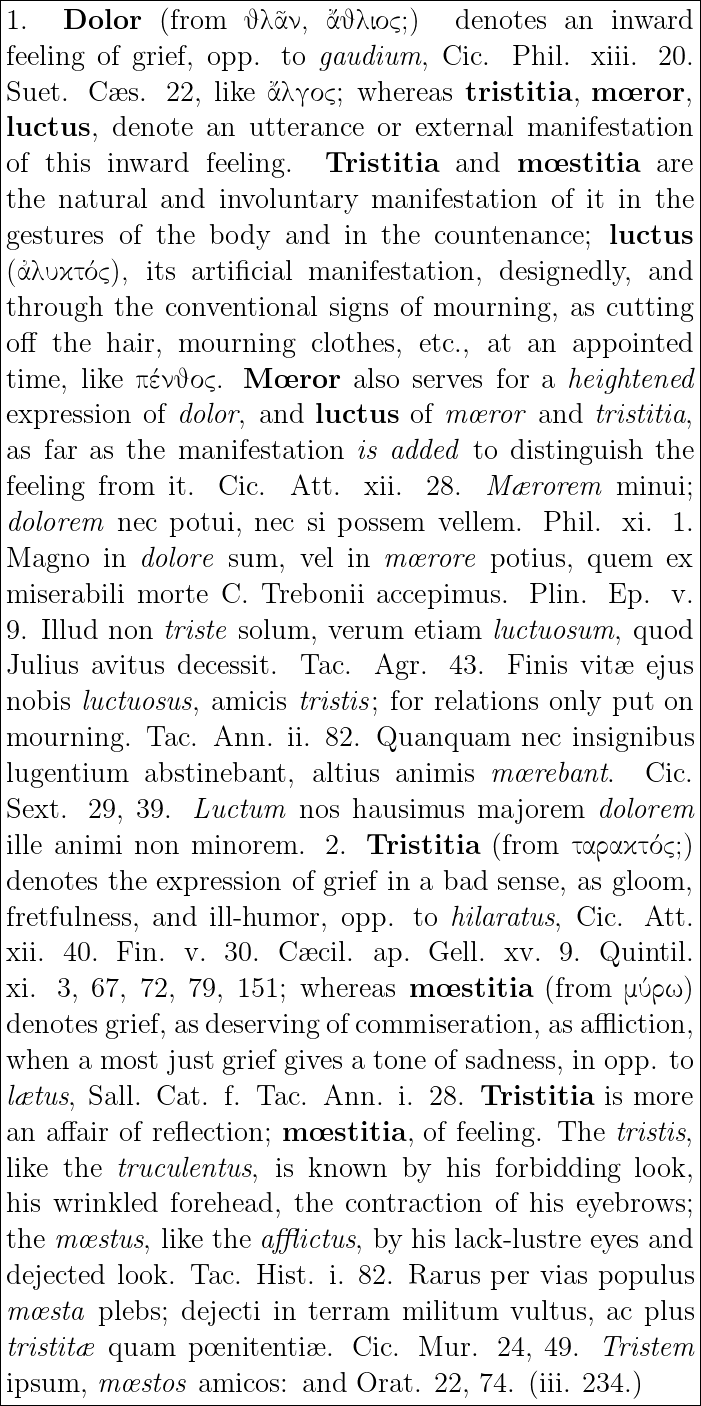 1. Dolor (from ϑλᾶν, ἄϑλιος;) denotes an inward
feeling of grief, opp. to gaudium, Cic. Phil. xiii. 20.
Suet. Cæs. 22, like ἄλγος; whereas tristitia, mœror,
luctus, denote an utterance or external manifestation
of this inward feeling. Tristitia and mœstitia are
the natural and involuntary manifestation of it in the
gestures of the body and in the countenance; luctus
(ἀλυκτός), its artificial manifestation, designedly, and
through the conventional signs of mourning, as cutting
off the hair, mourning clothes, etc., at an appointed
time, like πένϑος. Mœror also serves for a heightened
expression of dolor, and luctus of mœror and tristitia,
as far as the manifestation is added to distinguish the
feeling from it. Cic. Att. xii. 28. Mærorem minui;
dolorem nec potui, nec si possem vellem. Phil. xi. 1.
Magno in dolore sum, vel in mœrore potius, quem ex
miserabili morte C. Trebonii accepimus. Plin. Ep. v.
9. Illud non triste solum, verum etiam luctuosum, quod
Julius avitus decessit. Tac. Agr. 43. Finis vitæ ejus
nobis luctuosus, amicis tristis; for relations only put on
mourning. Tac. Ann. ii. 82. Quanquam nec insignibus
lugentium abstinebant, altius animis mœrebant. Cic.
Sext. 29, 39. Luctum nos hausimus majorem dolorem
ille animi non minorem. 2. Tristitia (from ταρακτός;)
denotes the expression of grief in a bad sense, as gloom,
fretfulness, and ill-humor, opp. to hilaratus, Cic. Att.
xii. 40. Fin. v. 30. Cæcil. ap. Gell. xv. 9. Quintil.
xi. 3, 67, 72, 79, 151; whereas mœstitia (from μύρω)
denotes grief, as deserving of commiseration, as affliction,
when a most just grief gives a tone of sadness, in opp. to
lætus, Sall. Cat. f. Tac. Ann. i. 28. Tristitia is more
an affair of reflection; mœstitia, of feeling. The tristis,
like the truculentus, is known by his forbidding look,
his wrinkled forehead, the contraction of his eyebrows;
the mœstus, like the afflictus, by his lack-lustre eyes and
dejected look. Tac. Hist. i. 82. Rarus per vias populus
mœsta plebs; dejecti in terram militum vultus, ac plus
tristitæ quam pœnitentiæ. Cic. Mur. 24, 49. Tristem
ipsum, mœstos amicos: and Orat. 22, 74. (iii. 234.)